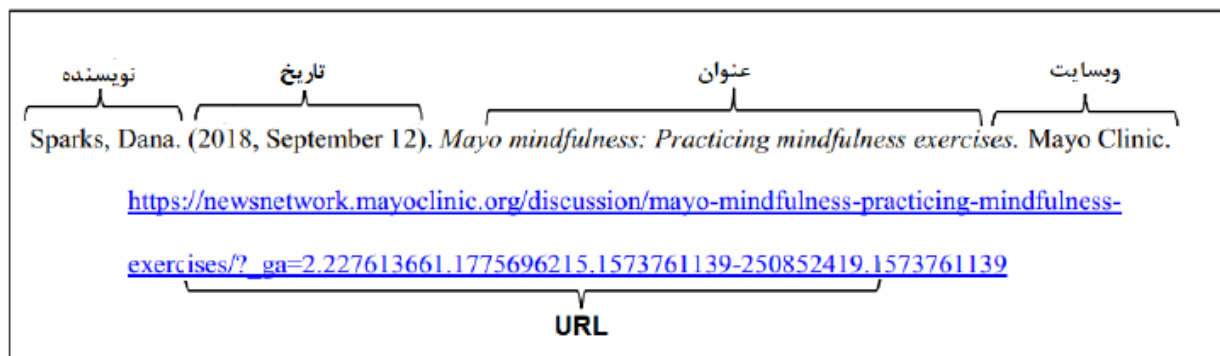 نویسنده تاریخ عنوان وبسایت
Sparks, Dana. (2018, September 12). Mayo mindfulness: Practicing mindfulness exercises. Mayo Clinic.
https://newsnetwork.mayoclinic.org/discussion/mayo-mindfulness-practicing-mindfulness-
exercises/?_ga=2.227613661.1775696215.1573761139-250852419.1573761139
URL